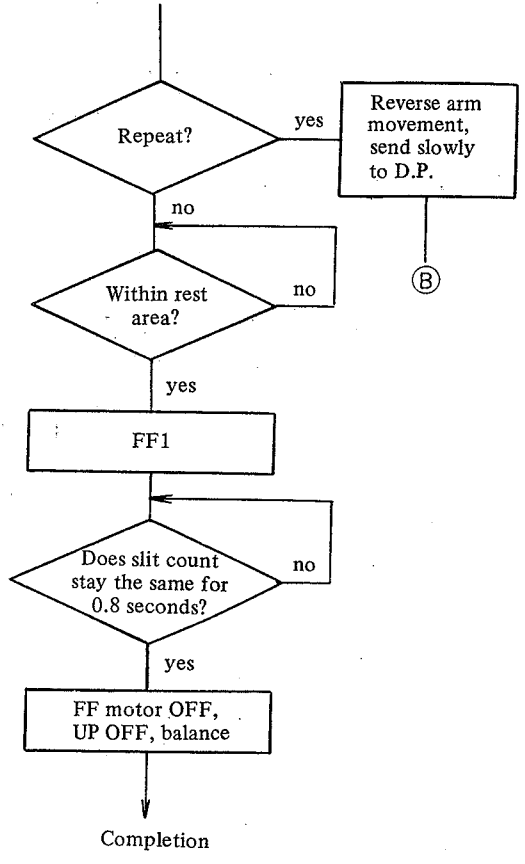 Repeat?
yes
Reverse arm
movement,
send slowly
to D.P.
no
B
Within rest
area?
no
yes
FF1
Does slit count
stay the same for
0.8 seconds?
no
yes
FF motor OFF,
UP OFF, balance
Completion